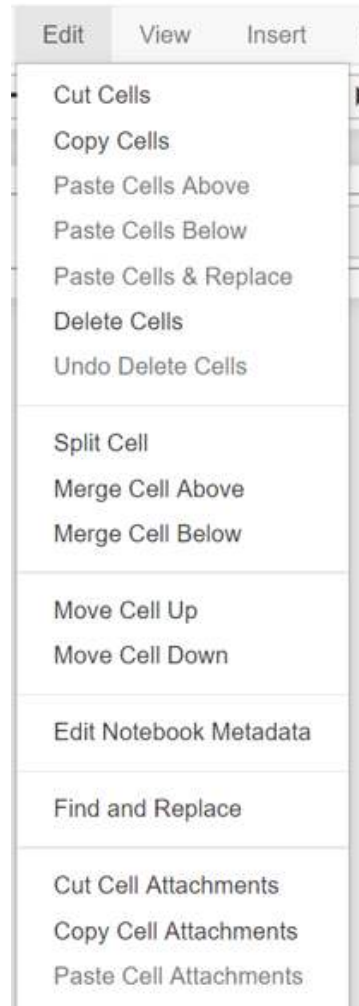 Edit View Insert
Cut Cells
Copy Cells
Paste Cells Above
Paste Cells Below
Paste Cells & Replace
Delete Cells
Undo Delete Cells
Split Cell
Merge Cell Above
Merge Cell Below
Move Cell Up
Move Cell Down
Edit Notebook Metadata
Find and Replace
Cut Cell Attachments
Copy Cell Attachments
Paste Cell Attachments